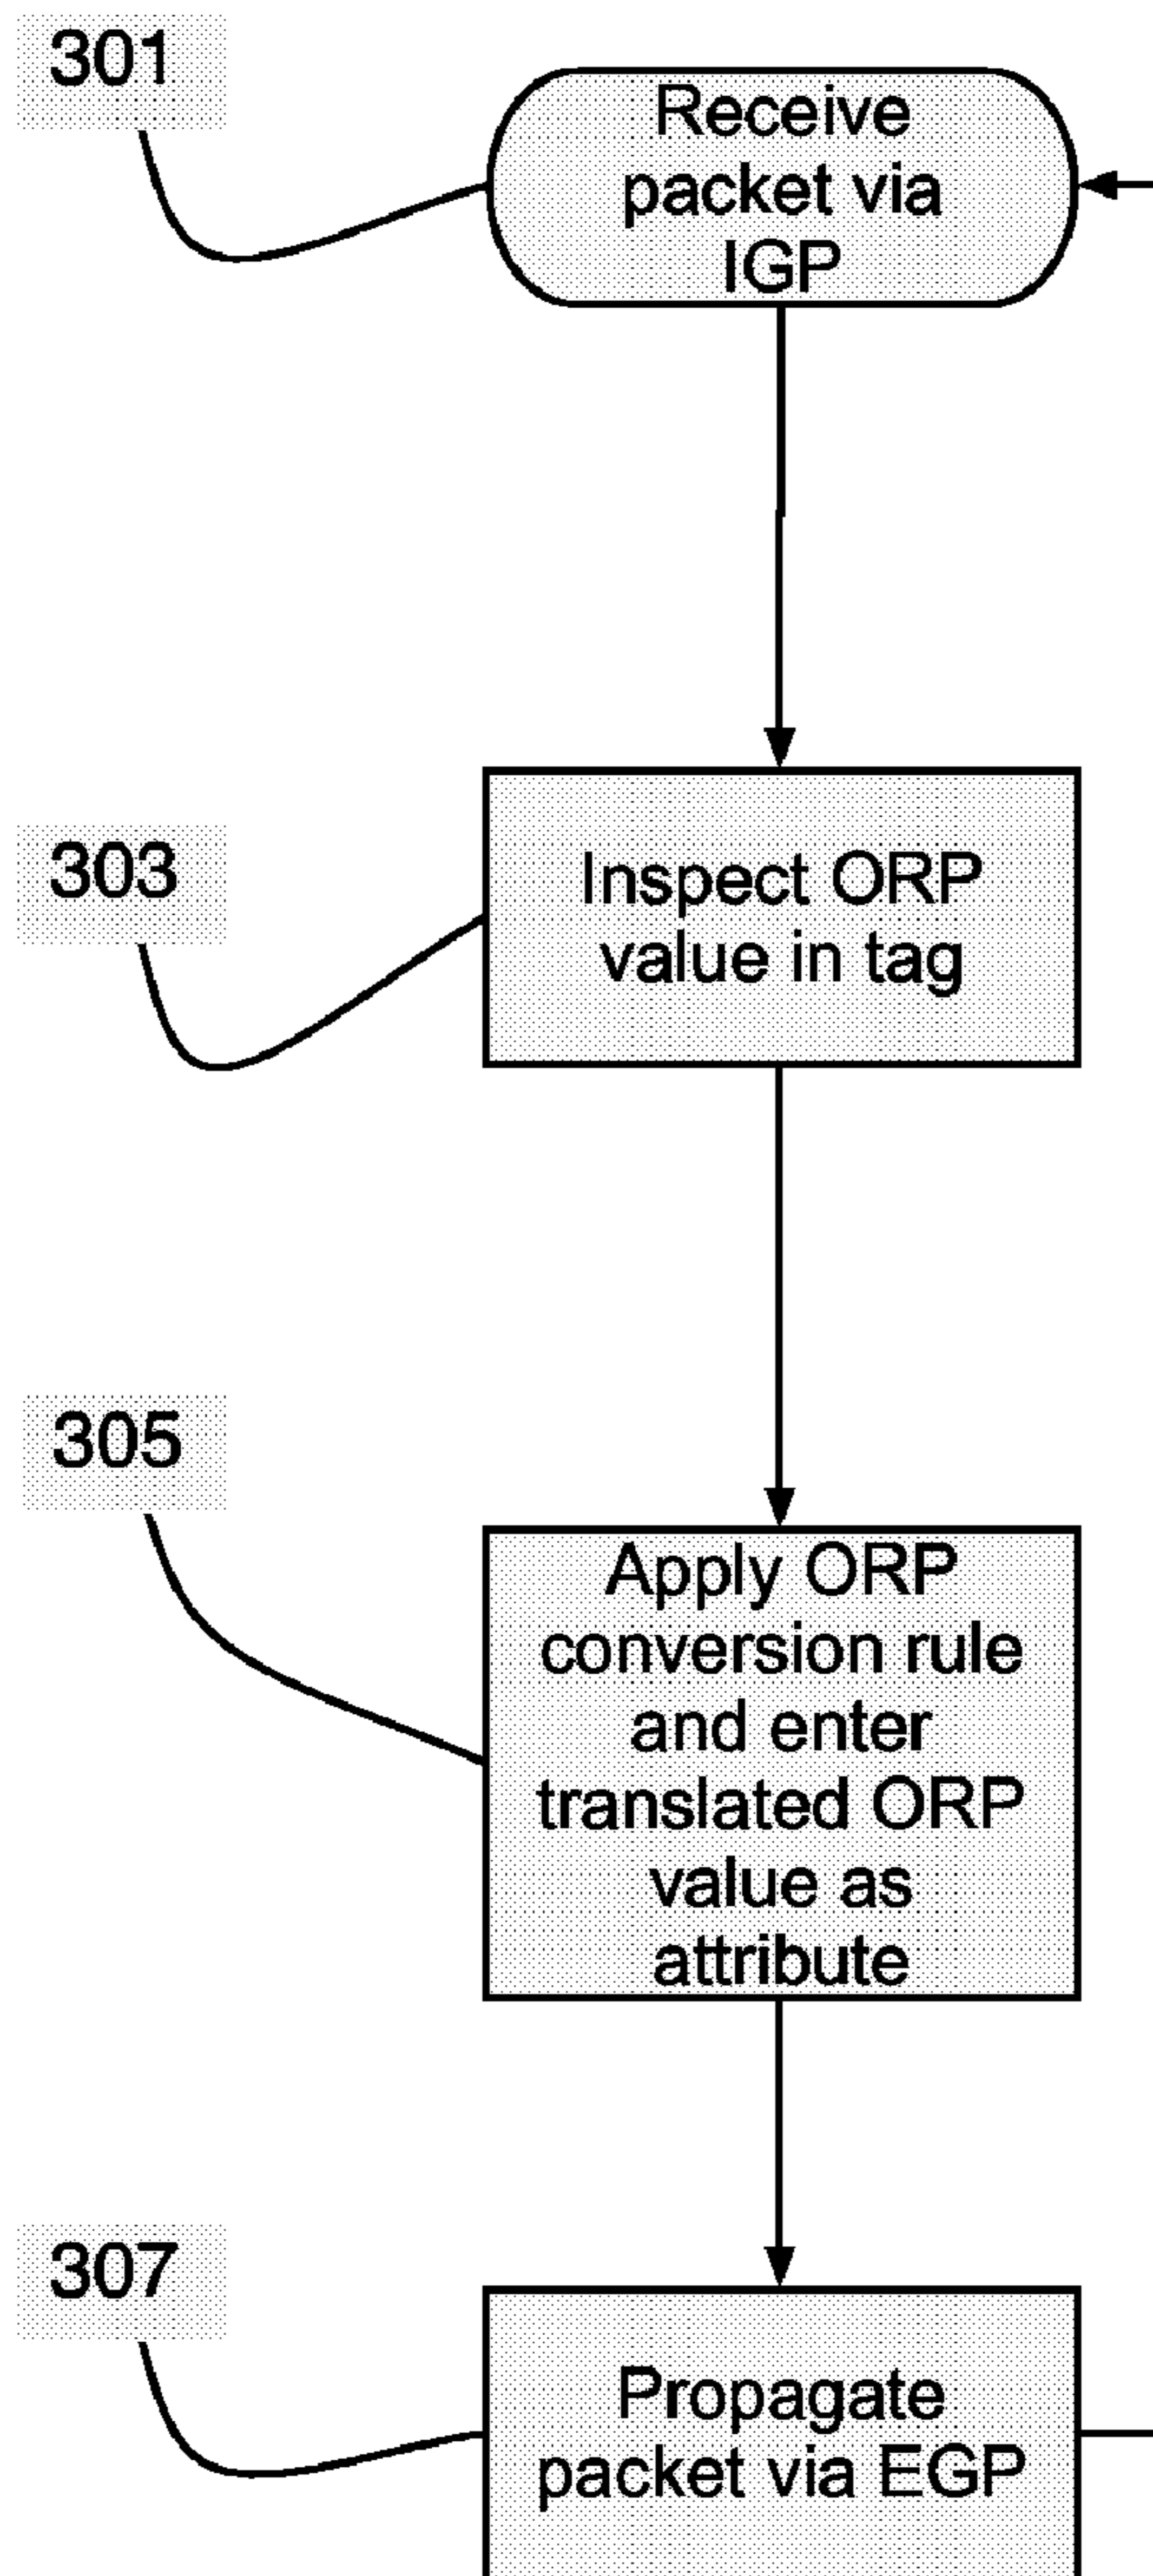 301
Receive
packet via
IGP
303
Inspect ORP
value in tag
305
Apply ORP
conversion rule
and enter
translated ORP
value as
attribute
307
Propagate
packet via EGP